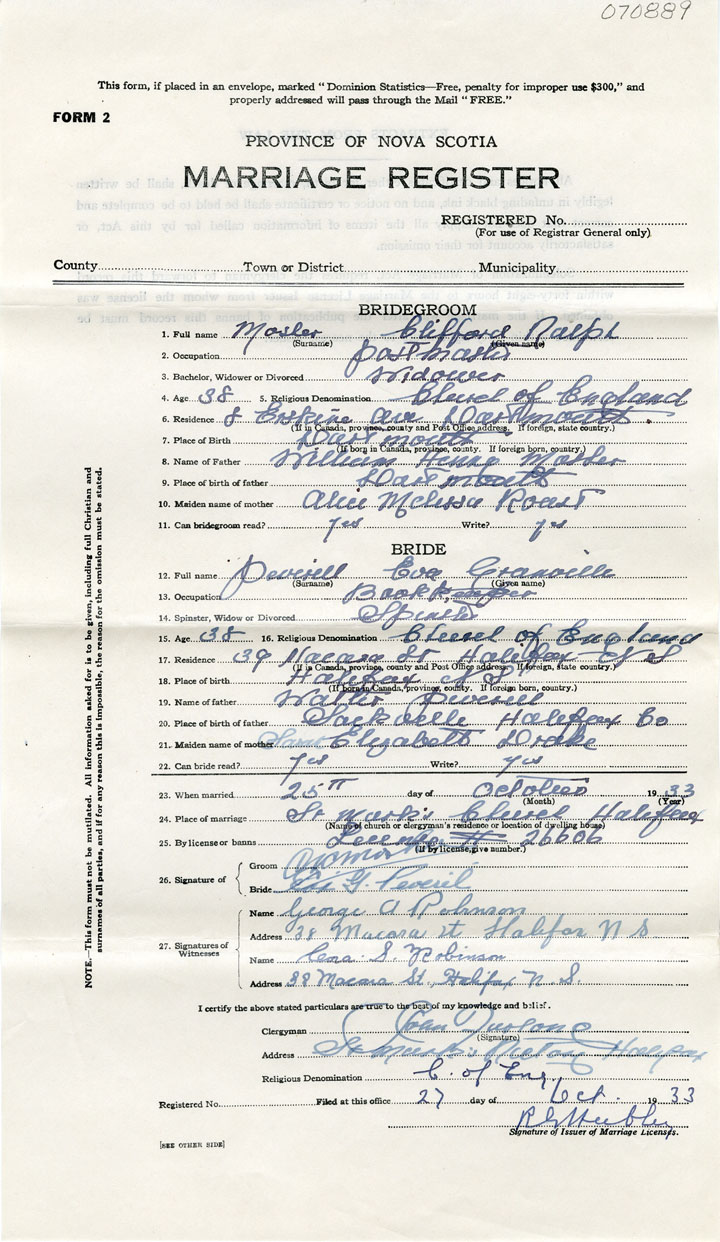 070889
This form, if placed in an envelope, marked "Dominion Statistics—Free, penalty for improper use $300," and
properly addressed will pass through the Mail "FREE."
FORM 2
PROVINCE OF NOVA SCOTIA
MARRIAGE REGISTER
REGISTERED No.
(For use of Registrar General only)
County Town or District Municipality
BRIDEGROOM
1. Full name Mosher Clifford Ralph
(Surname) (Given name)
2. Occupation postmaster
3. Bachelor, Widower or Divorced Widower
4. Age 38 5. Religious Denomination Church of England
6. Residence 8 Erskine Ave Dartmouth
(If in Canada, province, county and Post Office address. If foreign, state country.)
7. Place of Birth Dartmouth
(If born in Canada, province, county. If foreign born, country.)
8. Name of Father William Henry Mosher
9. Place of birth of father Dartmouth
10. Maiden name of mother Alice Melissa Roast
11. Can bridegroom read? yes Write? yes
BRIDE
12. Full name Peverill Eva Granville
(Surname) (Given name)
13. Occupation Bookkeeper
14. Spinster, Widow or Divorced Spinster
15. Age 38 16. Religious Denomination Church of England
17. Residence 39 Macara St Halifax N S
(If in Canada, province, county and Post Office address. If foreign, state country.)
18. Place of birth Halifax N S
(If born in Canada, province, county. If foreign born, country.)
19. Name of father Walter Peverill
20. Place of birth of father Sackville Halifax Co
21. Maiden name of mother Elizabeth Drake
22. Can bride read? yes Write? yes
23. When married 25TH day of October 1933
(Month) (Year)
24. Place of marriage St Mark's Church Halifax
(Name of church or clergyman's residence or location of dwelling house)
25. By license or banns License # 26606
(If by license, give number.)
26. Signature of Groom
Bride G. Peveril
27. Signatures of Witnesses
Name George A Robinson
Address 38 Macara St Halifax N S
Name S. Robinson
Address 38 Macara St., Halifax N. S.
I certify the above stated particulars are true to the best of my knowledge and belief.
Clergyman John
(Signature)
Address St Mark's Halifax
Religious Denomination C. of Eng.
Registered No. Filed at this office 27 day of Oct. 1933
Signature of Issuer of Marriage Licenses.
[SEE OTHER SIDE]
NOTE.—This form must not be mutilated. All information asked for is to be given, including full Christian and
surnames of all parties, and if for any reason this is impossible, the reason for the omission must be stated.